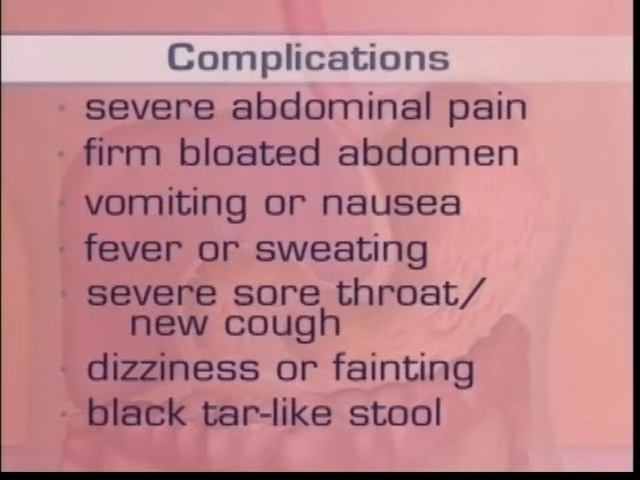 Complications
· severe abdominal pain
· firm bloated abdomen
· vomiting or nausea
· fever or sweating
· severe sore throat/
new cough
· dizziness or fainting
· black tar-like stool